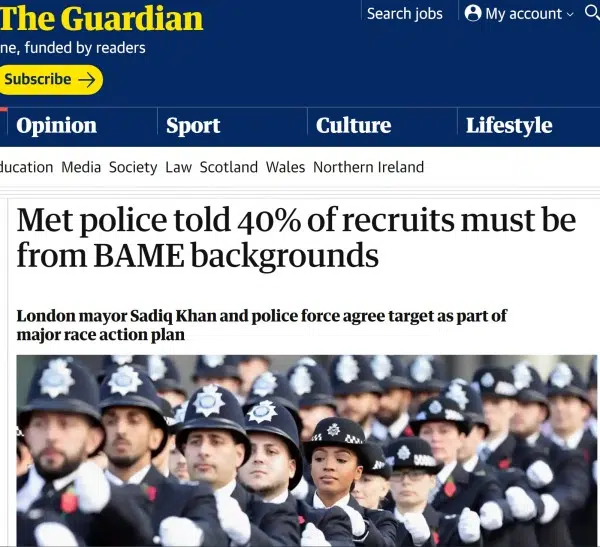 The Guardian
Search jobs
My account
ne, funded by readers
Subscribe
Opinion Sport Culture Lifestyle
ducation Media Society Law Scotland Wales Northern Ireland
Met police told 40% of recruits must be
from BAME backgrounds
London mayor Sadiq Khan and police force agree target as part of
major race action plan